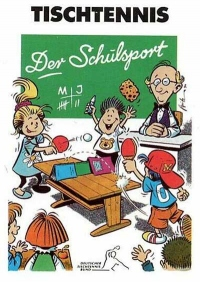 TISCHTENNIS
Der Schulsport
M J
DEUTSCHER
TISCHTENNIS
BUND